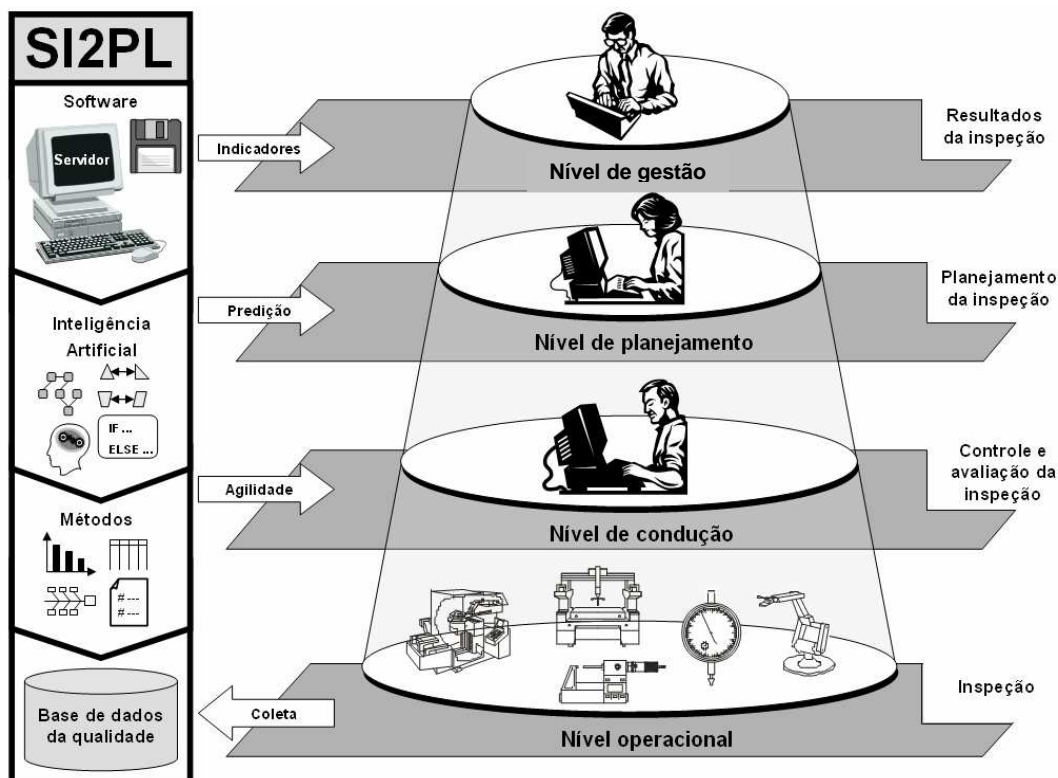 SI2PL
Software
Servidor
Inteligência
Artificial
IF ...
ELSE ...
Métodos
# ---
# ---
Base de dados
da qualidade
Indicadores
Nível de gestão
Resultados
da inspeção
Predição
Nível de planejamento
Planejamento
da inspeção
Agilidade
Nível de condução
Controle e
avaliação da
inspeção
Coleta
Nível operacional
Inspeção